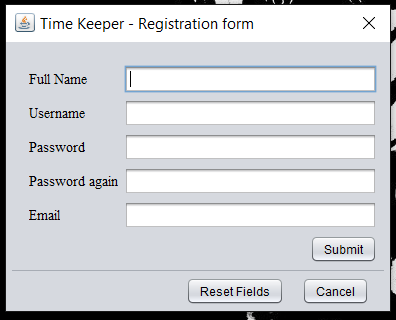 Time Keeper - Registration form
Full Name
Username
Password
Password again
Email
Submit
Reset Fields
Cancel